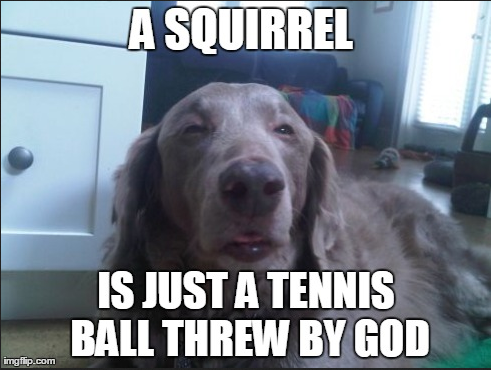 A SQUIRREL
IS JUST A TENNIS
BALL THREW BY GOD
imgflip.com